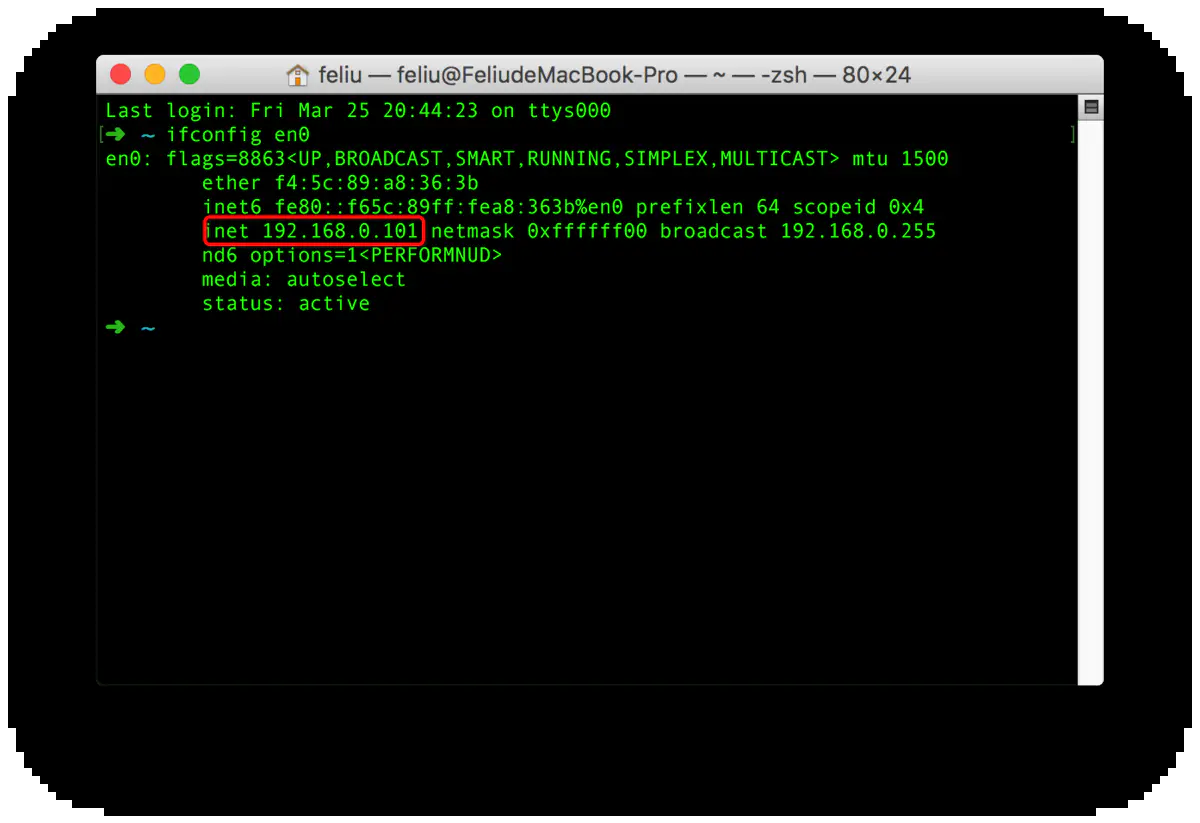 feliu — feliu@FeliudeMacBook-Pro — ~ — -zsh — 80×24
Last login: Fri Mar 25 20:44:23 on ttys000
[➜ ~ ifconfig en0 ]
en0: flags=8863<UP,BROADCAST,SMART,RUNNING,SIMPLEX,MULTICAST> mtu 1500
ether f4:5c:89:a8:36:3b
inet6 fe80::f65c:89ff:fea8:363b%en0 prefixlen 64 scopeid 0x4
inet 192.168.0.101 netmask 0xffffff00 broadcast 192.168.0.255
nd6 options=1<PERFORMNUD>
media: autoselect
status: active
➜ ~